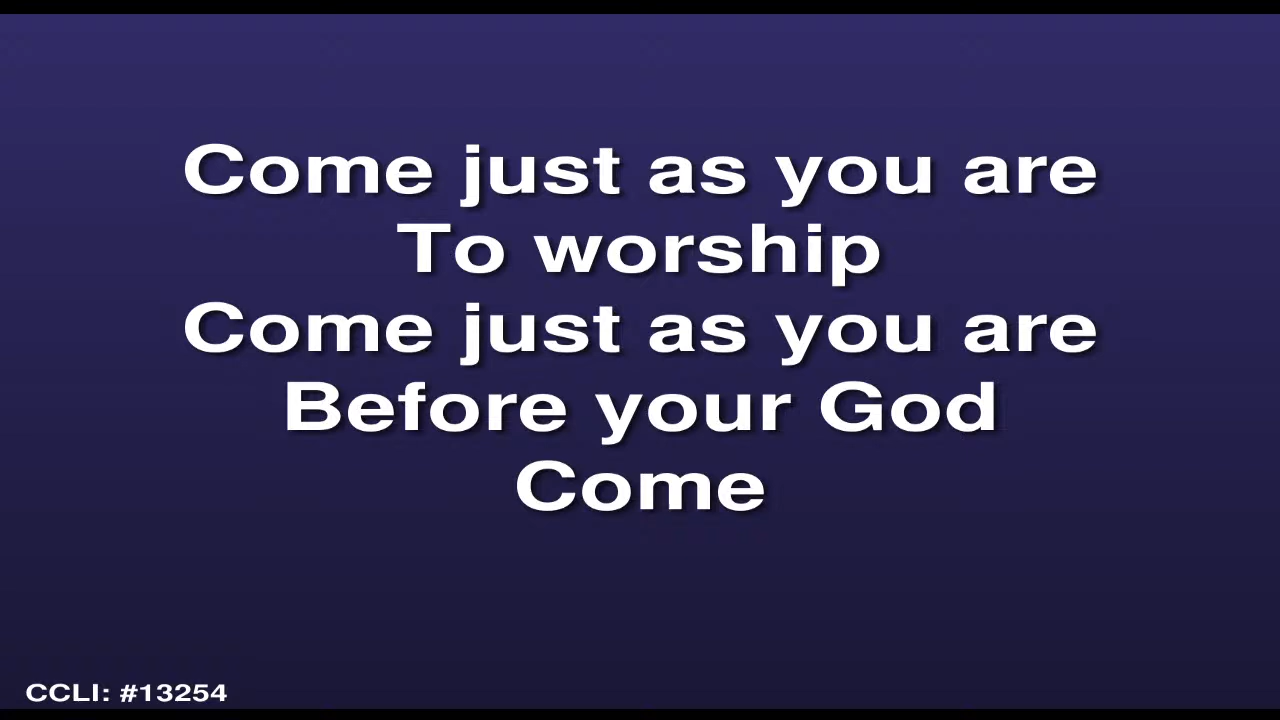 Come just as you are
To worship
Come just as you are
Before your God
Come
CCLI: #13254